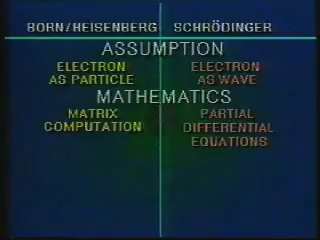 BORN/HEISENBERG SCHRÖDINGER
ASSUMPTION
ELECTRON ELECTRON
AS PARTICLE AS WAVE
MATHEMATICS
MATRIX PARTIAL
COMPUTATION DIFFERENTIAL
EQUATIONS